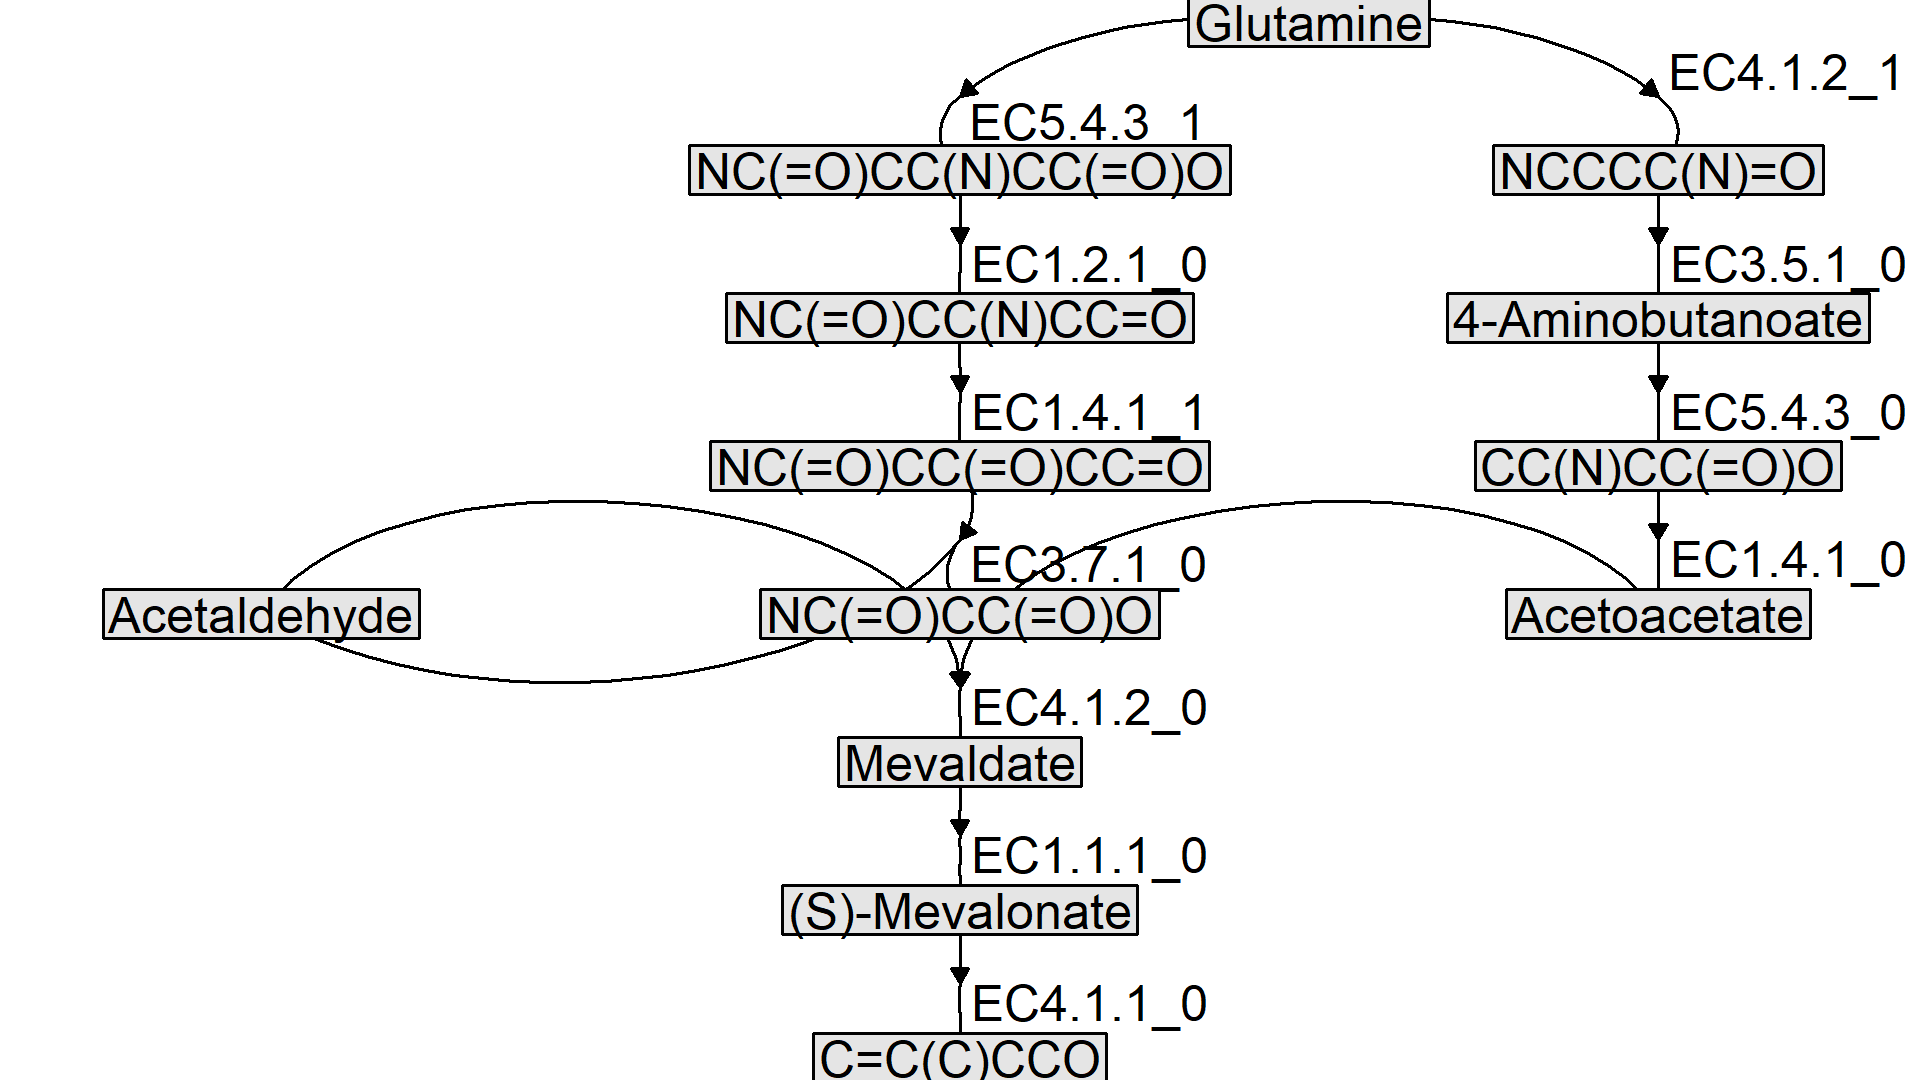 Glutamine
EC4.1.2_1
EC5.4.3_1
NC(=O)CC(N)CC(=O)O
NCCCC(N)=O
EC1.2.1_0
EC3.5.1_0
NC(=O)CC(N)CC=O
4-Aminobutanoate
EC1.4.1_1
EC5.4.3_0
NC(=O)CC(=O)CC=O
CC(N)CC(=O)O
EC3.7.1_0
EC1.4.1_0
Acetaldehyde
NC(=O)CC(=O)O
Acetoacetate
EC4.1.2_0
Mevaldate
EC1.1.1_0
(S)-Mevalonate
EC4.1.1_0
C=C(C)CCO